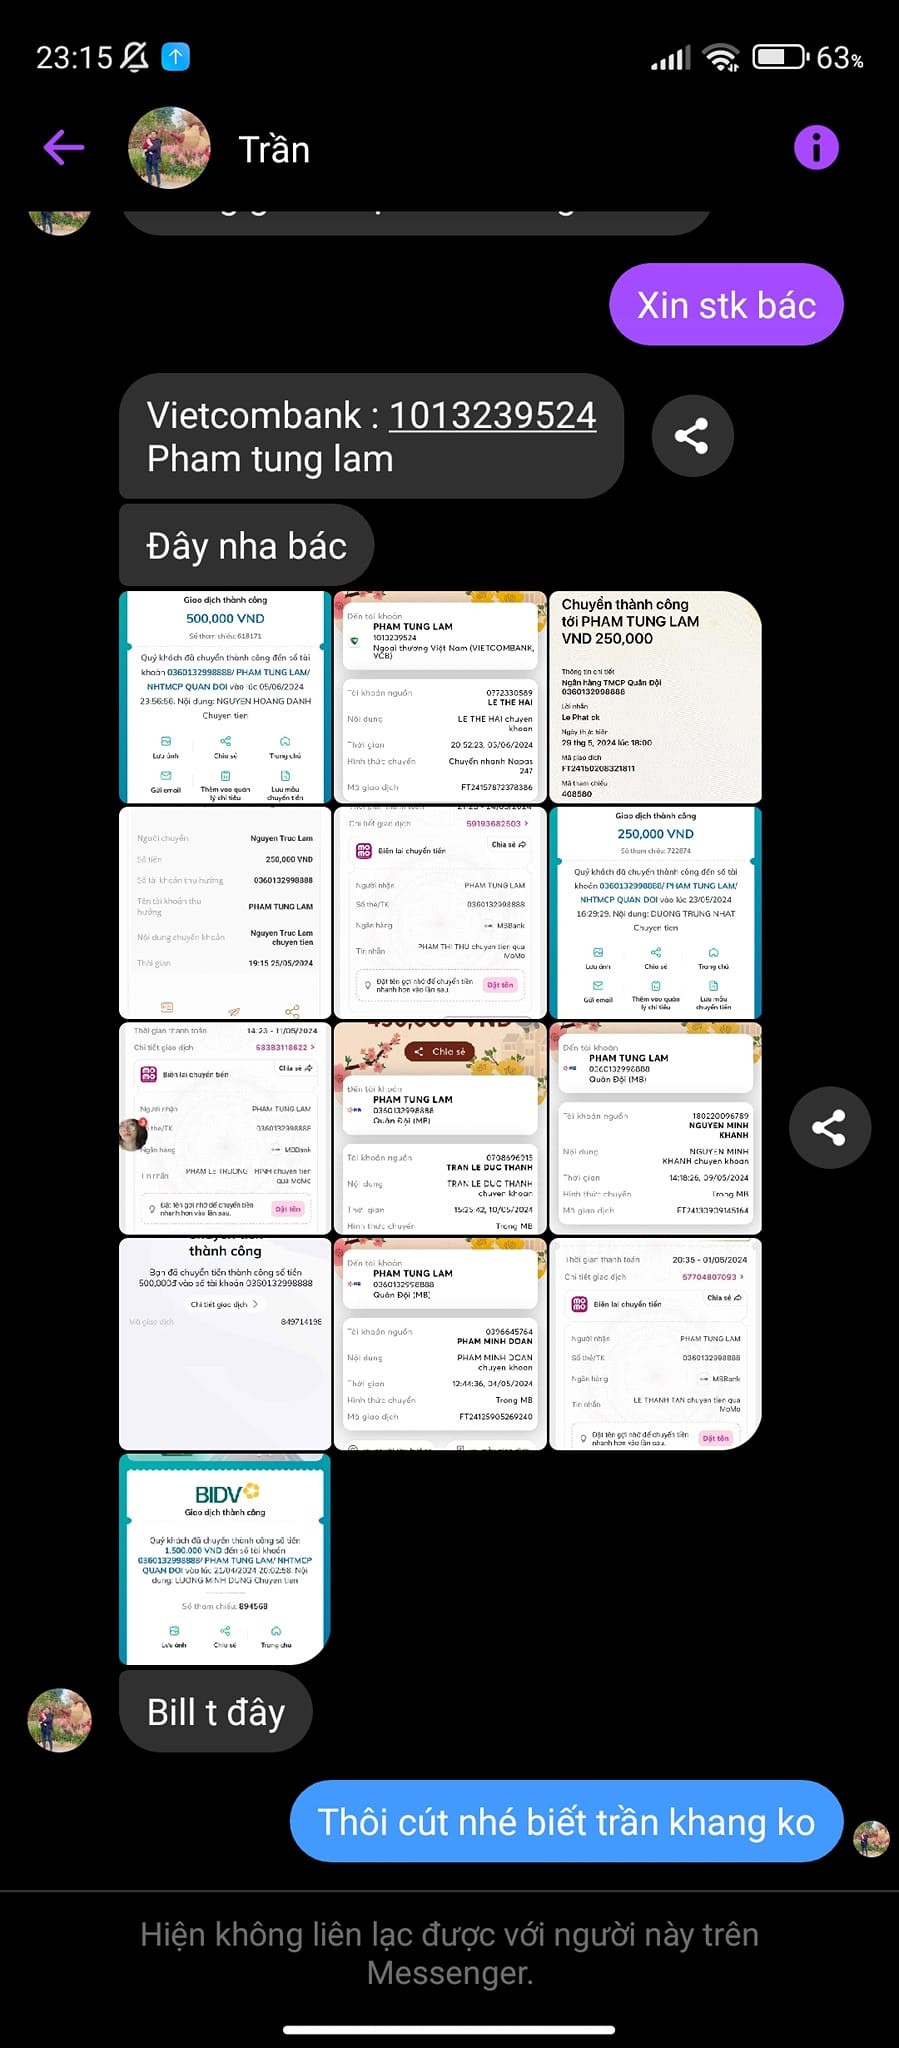 23:15
63%
Trần
Xin stk bác
Vietcombank : 1013239524
Pham tung lam
Đây nha bác
Giao dịch thành công
500,000 VND
Số tham chiếu: 618171
Quý khách đã chuyển thành công đến số tài
khoản 0360132998888/ PHAM TUNG LAM/
NHTMCP QUAN DOI vào lúc 05/06/2024
23:56:56. Nội dung: NGUYEN HOANG DANH
Chuyen tien
Lưu ảnh
Chia sẻ
Trang chủ
Gửi email
Thêm vào quản
lý chi tiêu
Lưu mẫu
chuyển tiền
Đến tài khoản
PHAM TUNG LAM
1013239524
Ngoại thương Việt Nam (VIETCOMBANK,
VCB)
Tài khoản nguồn 0772330589
LE THE HAI
Nội dung LE THE HAI chuyen
khoan
Thời gian 20:52:23, 05/06/2024
Hình thức chuyển Chuyển nhanh Napas
247
Mã giao dịch FT24157872378386
Chuyển thành công
tới PHAM TUNG LAM
VND 250,000
Thông tin chi tiết
Ngân hàng TMCP Quân Đội
0360132998888
Lời nhắn
Le Phat ck
Ngày thực hiện
29 thg 5, 2024 lúc 18:00
Mã giao dịch
FT24150208321811
Mã tham chiếu
408580
Người chuyển Nguyen Truc Lam
Số tiền 250,000 VND
Số tài khoản thụ hưởng 0360132998888
Tên tài khoản thụ
hưởng PHAM TUNG LAM
Nội dung chuyển khoản Nguyen Truc Lam
chuyen tien
Thời gian 19:15 25/05/2024
Chi tiết giao dịch 59193682503 >
Biên lai chuyển tiền
Chia sẻ
Người nhận PHAM TUNG LAM
Số thẻ/TK 0360132998888
Ngân hàng MBBank
Tin nhắn PHAM THI THU chuyen tien qua
MoMo
Đặt tên gợi nhớ để chuyển tiền
nhanh hơn vào lần sau.
Đặt tên
Giao dịch thành công
250,000 VND
Số tham chiếu: 722874
Quý khách đã chuyển thành công đến số tài
khoản 0360132998888/ PHAM TUNG LAM/
NHTMCP QUAN DOI vào lúc 23/05/2024
16:29:29. Nội dung: DUONG TRUNG NHAT
Chuyen tien
Lưu ảnh
Chia sẻ
Trang chủ
Gửi email
Thêm vào quản
lý chi tiêu
Lưu mẫu
chuyển tiền
Thời gian thanh toán 14:23 - 11/05/2024
Chi tiết giao dịch 58383118622 >
Biên lai chuyển tiền
Chia sẻ
Người nhận PHAM TUNG LAM
thẻ/TK 0360132998888
Ngân hàng MBBank
Tin nhắn PHAM LE TRUONG THINH chuyen tien
qua MoMo
Đặt tên gợi nhớ để chuyển tiền
nhanh hơn vào lần sau.
Đặt tên
Chia sẻ
Đến tài khoản
PHAM TUNG LAM
0360132998888
Quân Đội (MB)
Tài khoản nguồn 0708696915
TRAN LE DUC THANH
Nội dung TRAN LE DUC THANH
chuyen khoan
Thời gian 15:25:42, 10/05/2024
Hình thức chuyển Trong MB
Đến tài khoản
PHAM TUNG LAM
0360132998888
Quân Đội (MB)
Tài khoản nguồn 180220096789
NGUYEN MINH
KHANH
Nội dung NGUYEN MINH
KHANH chuyen khoan
Thời gian 14:18:26, 09/05/2024
Hình thức chuyển Trong MB
Mã giao dịch FT24130909145164
thành công
Bạn đã chuyển tiền thành công số tiền
500,000đ vào số tài khoản 0360132998888
Chi tiết giao dịch >
Mã giao dịch 849714196
Đến tài khoản
PHAM TUNG LAM
0360132998888
Quân Đội (MB)
Tài khoản nguồn 0396645764
PHAM MINH DOAN
Nội dung PHAM MINH DOAN
chuyen khoan
Thời gian 12:44:36, 04/05/2024
Hình thức chuyển Trong MB
Mã giao dịch FT24125905269240
Thời gian thanh toán 20:35 - 01/05/2024
Chi tiết giao dịch 57704807093 >
Biên lai chuyển tiền
Chia sẻ
Người nhận PHAM TUNG LAM
Số thẻ/TK 0360132998888
Ngân hàng MBBank
Tin nhắn LE THANH TAN chuyen tien qua
MoMo
Đặt tên gợi nhớ để chuyển tiền
nhanh hơn vào lần sau.
Đặt tên
BIDV
Giao dịch thành công
Quý khách đã chuyển thành công số tiền
1.500.000 VND đến số tài khoản
0360132998888/ PHAM TUNG LAM/ NHTMCP
QUAN DOI vào lúc 21/04/2024 20:02:58. Nội
dung: LUONG MINH DUNG Chuyen tien
Số tham chiếu: 894568
Lưu ảnh
Chia sẻ
Trang chủ
Bill t đây
Thôi cút nhé biết trần khang ko
Hiện không liên lạc được với người này trên
Messenger.